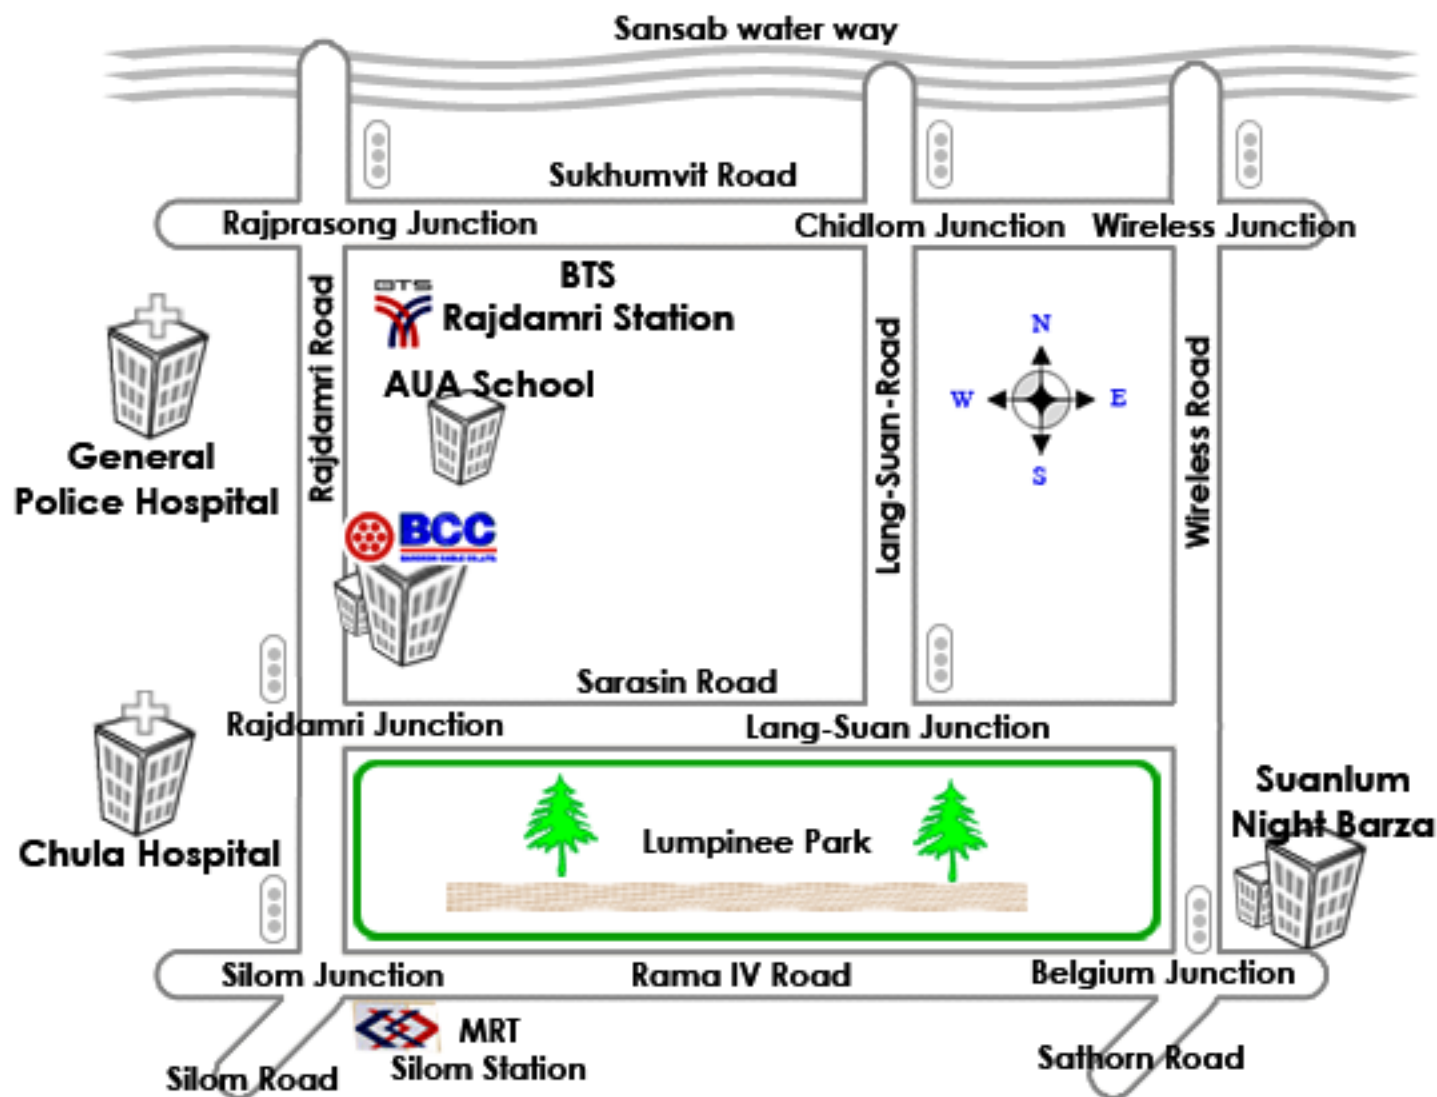 Sansab water way
Sukhumvit Road
Rajprasong Junction
Chidlom Junction
Wireless Junction
BTS
BTS
Rajdamri Station
Rajdamri Road
AUA School
General
Police Hospital
BCC
Lang-Suan-Road
N
W
E
S
Wireless Road
Sarasin Road
Rajdamri Junction
Lang-Suan Junction
Chula Hospital
Lumpinee Park
Suanlum
Night Barza
Silom Junction
Rama IV Road
Belgium Junction
MRT
Silom Station
Silom Road
Sathorn Road